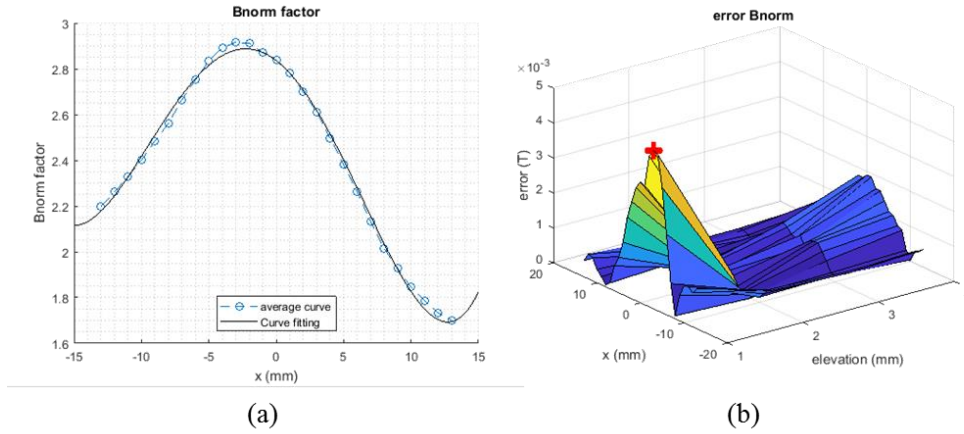 Bnorm factor
3
2.8
2.6
2.4
2.2
2
1.8
1.6
Bnorm factor
-15
-10
-5
0
5
10
15
x (mm)
average curve
Curve fitting
(a)
error Bnorm
×10⁻³
5
4
3
2
1
0
error (T)
20
10
0
-10
-20
x (mm)
1
2
3
elevation (mm)
(b)